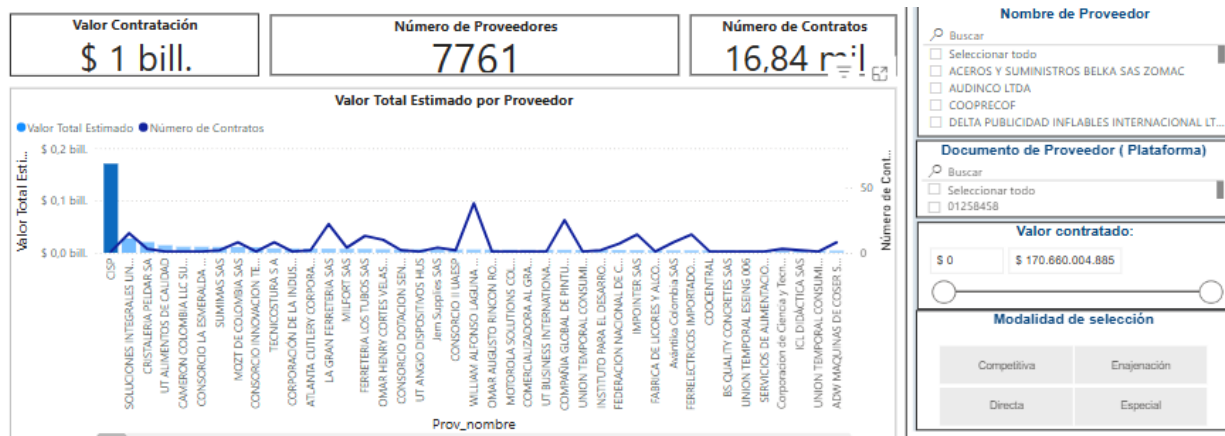 Valor Contratación
$ 1 bill.
Número de Proveedores
7761
Número de Contratos
16,84 mil
Valor Total Estimado por Proveedor
Valor Total Estimado Número de Contratos
Valor Total Esti...
$ 0,2 bill.
$ 0,1 bill.
$ 0,0 bill.
Número de Cont...
50
0
CISP
SOLUCIONES INTEGRALES UN...
CRISTALERIA PELDAR SA
UT ALIMENTOS DE CALIDAD
CAMERON COLOMBIA LLC SU...
CONSORCIO LA ESMERALDA ...
SUMIMAS SAS
MOZT DE COLOMBIA SAS
CONSORCIO INNOVACION TE...
TECNICOSTURA S A
CORPORACIÓN DE LA INDUS...
ATLANTA CUTLERY CORPORA...
LA GRAN FERRETERIA SAS
MILFORT SAS
FERRETERIA LOS TUBOS SAS
OMAR HENRY CORTES VELAS...
CONSORCIO DOTACION SEN...
UT ANGIO DISPOSITIVOS HUS
Jem Supplies SAS
CONSORCIO II UAESP
WILLIAM ALFONSO LAGUNA ...
OMAR AUGUSTO RINCON RO...
MOTOROLA SOLUTIONS COL...
COMERCIALIZADORA AL GRA...
UT BUSINESS INTERNATIONA...
COMPAÑIA GLOBAL DE PINTU...
UNION TEMPORAL CONSUMI...
INSTITUTO PARA EL DESARRO...
FEDERACION NACIONAL DE C...
IMPOINTER SAS
FABRICA DE LICORES Y ALCO...
Avántika Colombia SAS
FERRELECTRICOS IMPORTADO...
COOCENTRAL
BS QUALITY CONCRETES SAS
UNION TEMPORAL ESEING 006
SERVICIOS DE ALIMENTACIO...
Corporacion de Ciencia y Tecn...
ICL DIDÁCTICA SAS
UNION TEMPORAL CONSUMI...
ADW MAQUINAS DE COSER S...
Prov_nombre
Nombre de Proveedor
Buscar
Seleccionar todo
ACEROS Y SUMINISTROS BELKA SAS ZOMAC
AUDINCO LTDA
COOPRECOF
DELTA PUBLICIDAD INFLABLES INTERNACIONAL LT...
Documento de Proveedor ( Plataforma)
Buscar
Seleccionar todo
01258458
Valor contratado:
$ 0
$ 170.660.004.885
Modalidad de selección
Competitiva
Enajenación
Directa
Especial